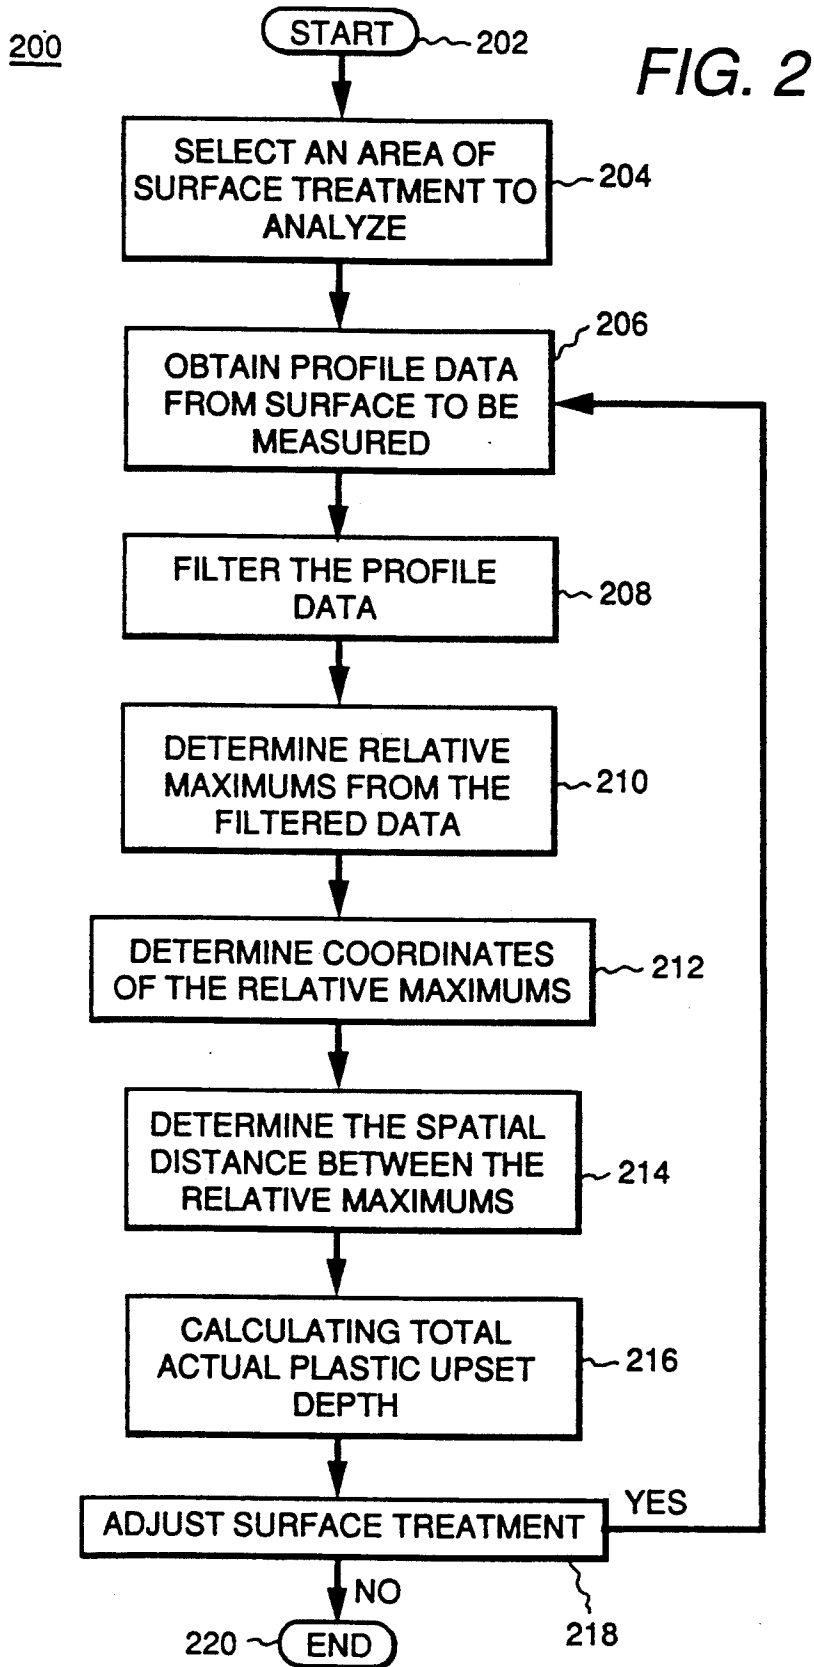 200
START
202
FIG. 2
SELECT AN AREA OF
SURFACE TREATMENT TO
ANALYZE
204
206
OBTAIN PROFILE DATA
FROM SURFACE TO BE
MEASURED
FILTER THE PROFILE
DATA
208
DETERMINE RELATIVE
MAXIMUMS FROM THE
FILTERED DATA
210
DETERMINE COORDINATES
OF THE RELATIVE MAXIMUMS
212
DETERMINE THE SPATIAL
DISTANCE BETWEEN THE
RELATIVE MAXIMUMS
214
CALCULATING TOTAL
ACTUAL PLASTIC UPSET
DEPTH
216
ADJUST SURFACE TREATMENT
YES
NO
218
220
END